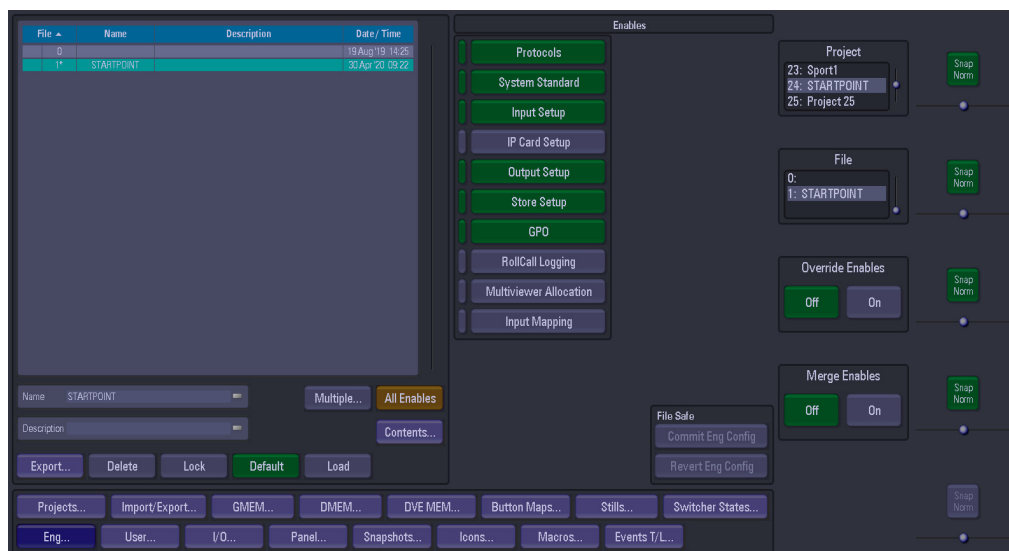 File Name Description Date / Time
0 19 Aug '19 14:25
1* STARTPOINT 30 Apr '20 09:22
Name STARTPOINT
Multiple... All Enables
Description
Contents...
Export... Delete Lock Default Load
Enables
Protocols
System Standard
Input Setup
IP Card Setup
Output Setup
Store Setup
GPO
RollCall Logging
Multiviewer Allocation
Input Mapping
File Safe
Commit Eng Config
Revert Eng Config
Project
23: Sport1
24: STARTPOINT
25: Project 25
Snap
Norm
File
0:
1: STARTPOINT
Snap
Norm
Override Enables
Off On
Snap
Norm
Merge Enables
Off On
Snap
Norm
Snap
Norm
Projects... Import/Export... GMEM... DMEM... DVE MEM... Button Maps... Stills... Switcher States...
Eng... User... I/O... Panel... Snapshots... Icons... Macros... Events T/L...